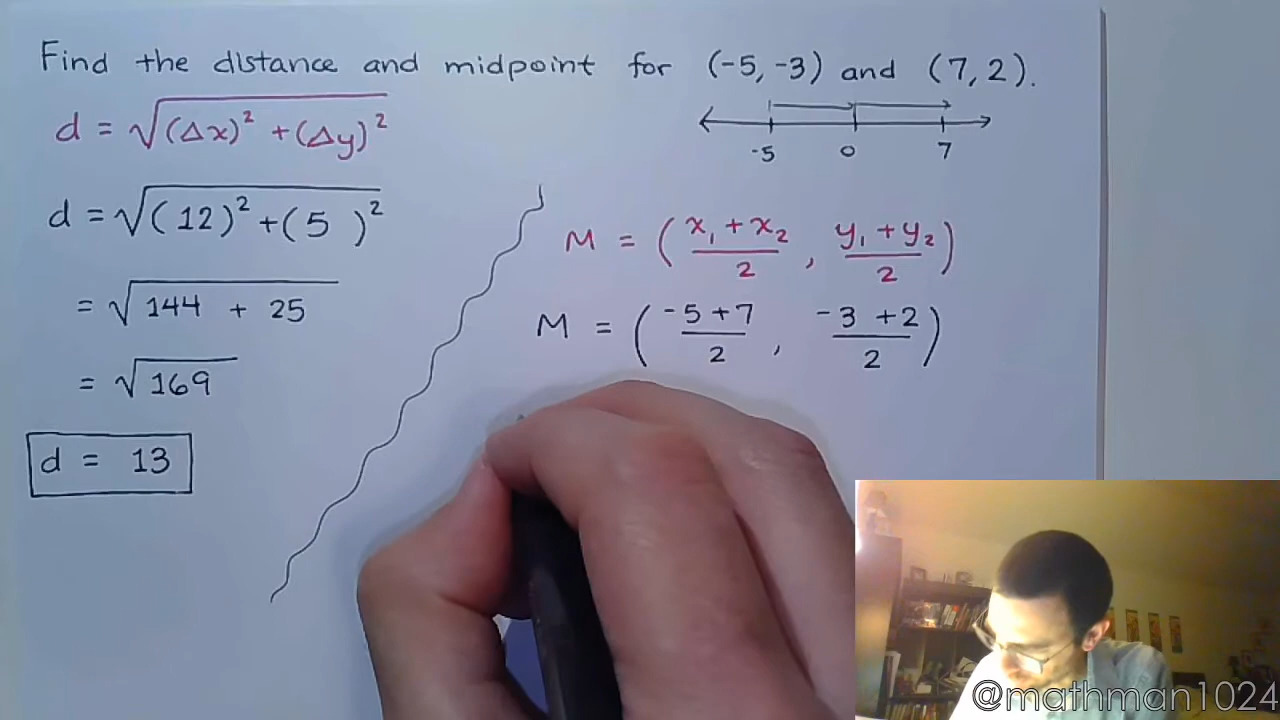 Find the distance and midpoint for (-5, -3) and (7, 2).
d = √(Δx)² + (Δy)²
d = √(12)² + (5 )²
= √144 + 25
= √169
d = 13
-5 0 7
M = (x₁ + x₂ / 2 , y₁ + y₂ / 2)
M = (-5 + 7 / 2 , -3 + 2 / 2)
@mathman1024